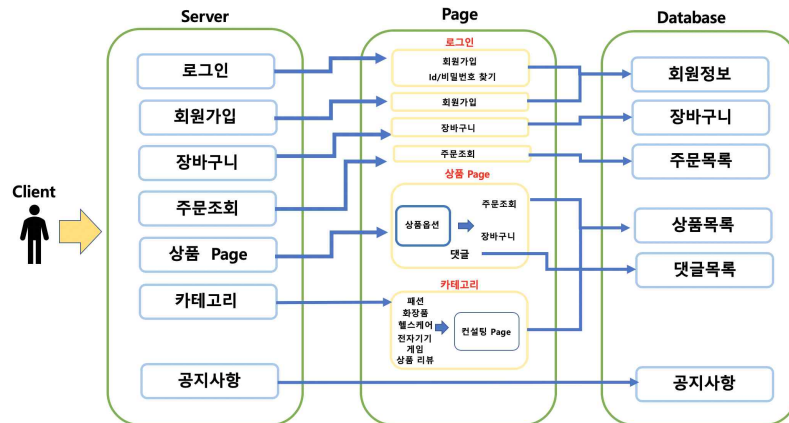 Server
Page
Database
Client
로그인
회원가입
장바구니
주문조회
상품 Page
카테고리
공지사항
로그인
회원가입
Id/비밀번호 찾기
회원가입
장바구니
주문조회
상품 Page
상품옵션
주문조회
장바구니
댓글
카테고리
패션
화장품
헬스케어
전자기기
게임
상품 리뷰
컨설팅 Page
회원정보
장바구니
주문목록
상품목록
댓글목록
공지사항